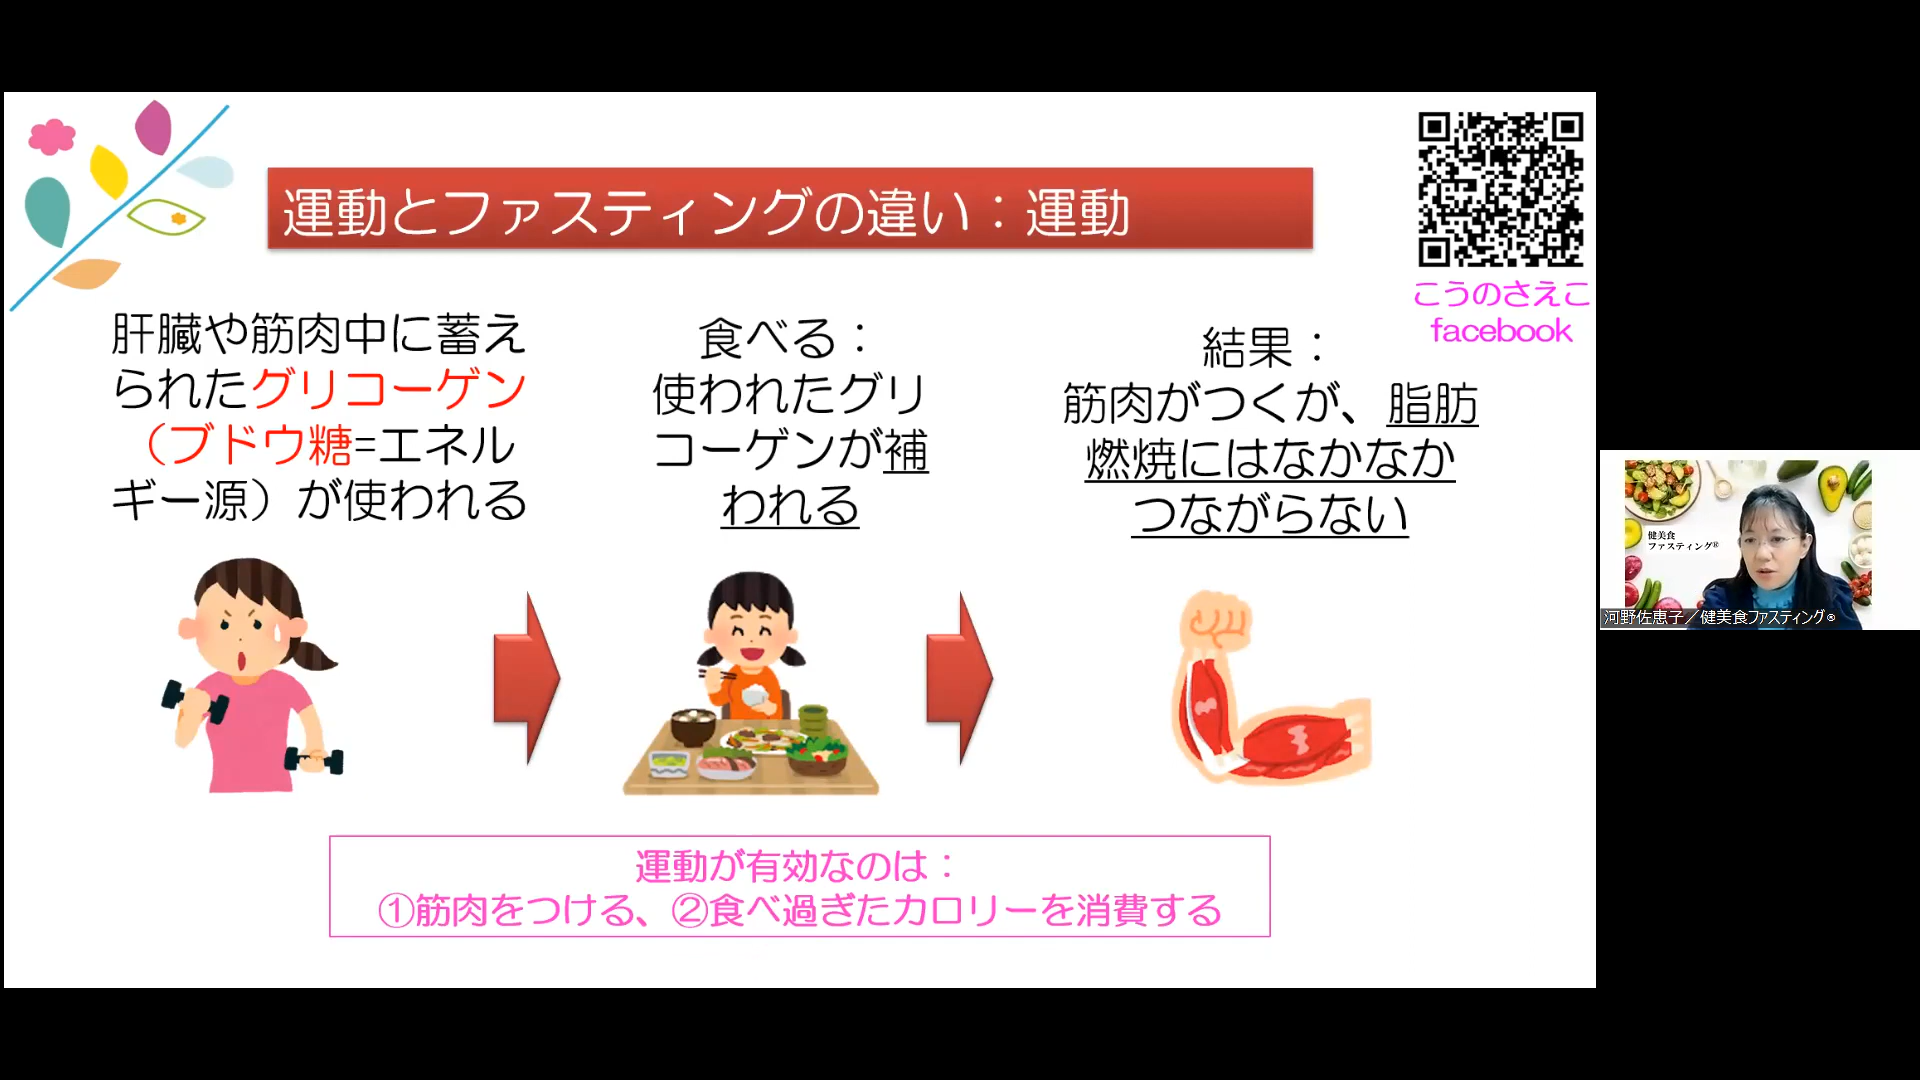 運動とファスティングの違い：運動
こうのさえこ
facebook
肝臓や筋肉中に蓄え
られたグリコーゲン
（ブドウ糖=エネル
ギー源）が使われる
食べる：
使われたグリ
コーゲンが補
われる
結果：
筋肉がつくが、脂肪
燃焼にはなかなか
つながらない
運動が有効なのは：
①筋肉をつける、②食べ過ぎたカロリーを消費する
健美食
ファスティング®
河野佐恵子／健美食ファスティング®